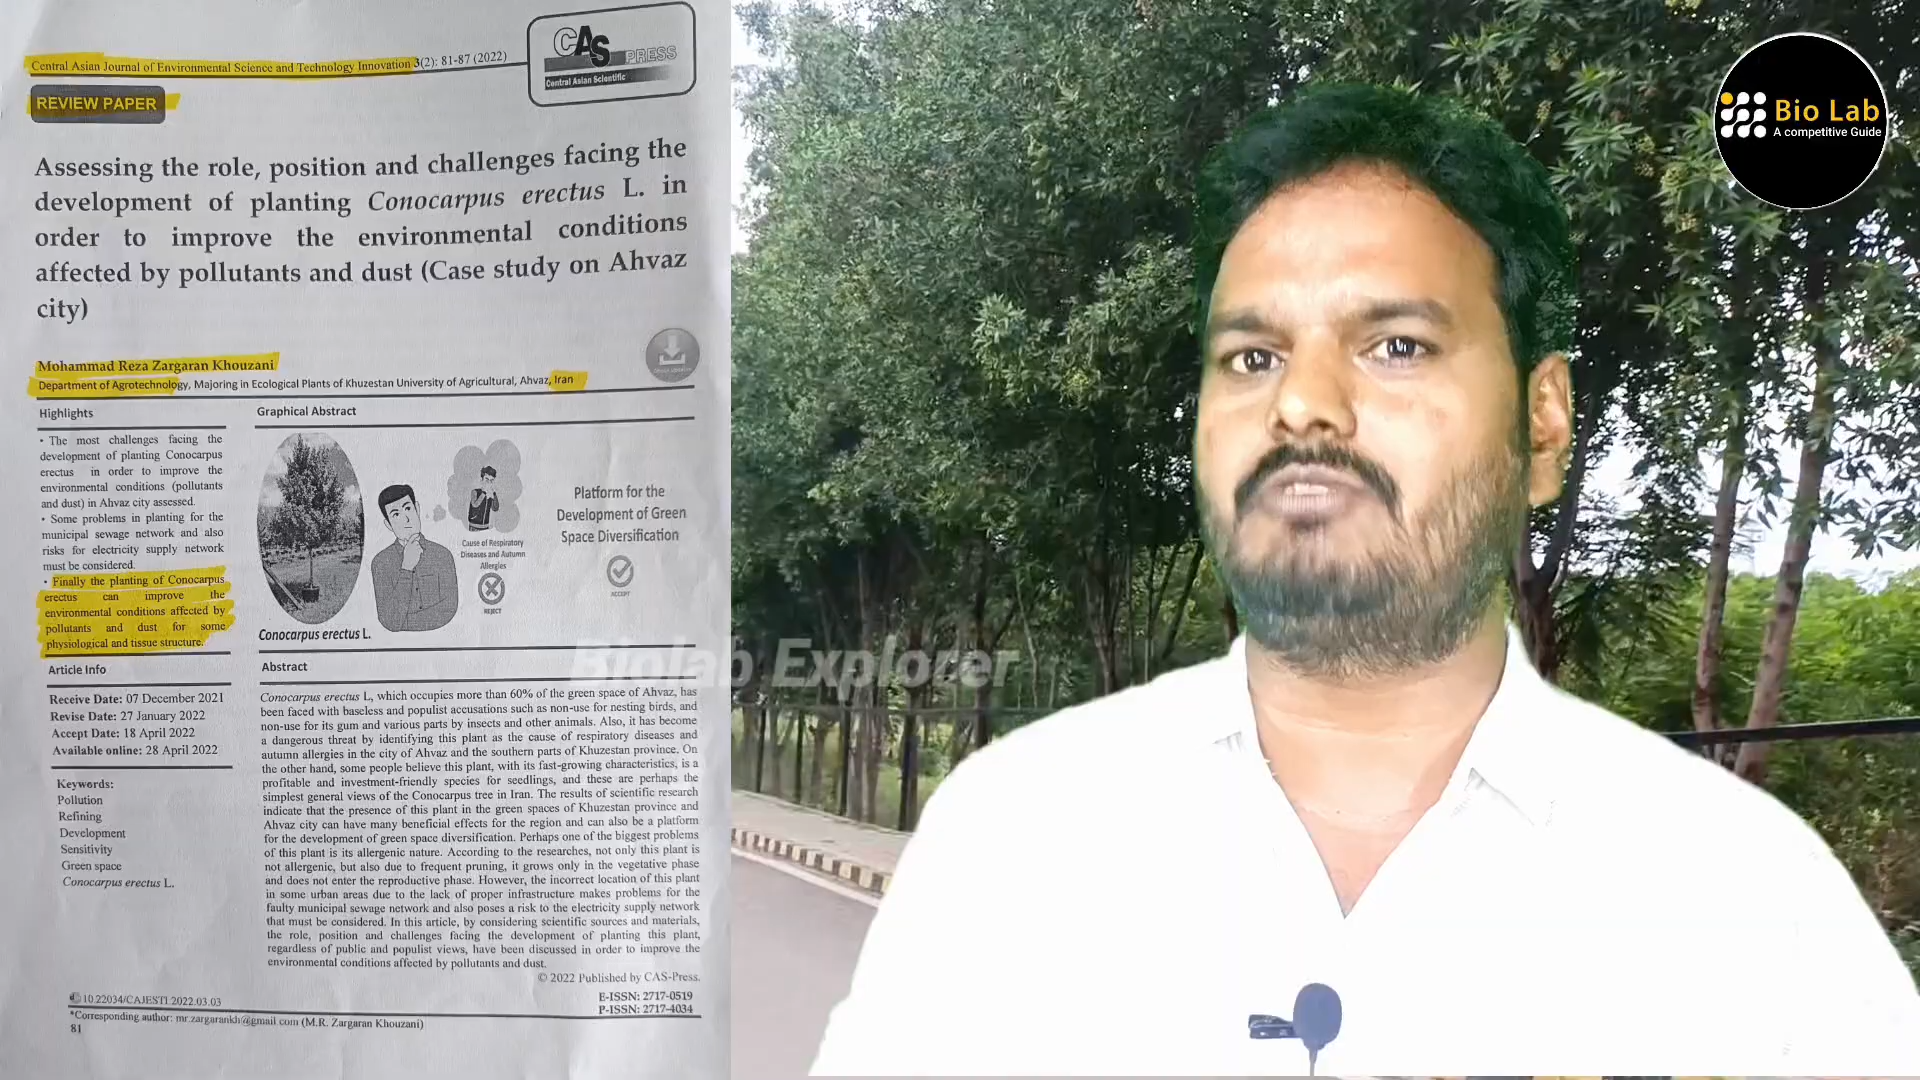 Central Asian Journal of Environmental Science and Technology Innovation 3(2): 81-87 (2022)
CAS PRESS
Central Asian Scientific
REVIEW PAPER
Assessing the role, position and challenges facing the
development of planting Conocarpus erectus L. in
order to improve the environmental conditions
affected by pollutants and dust (Case study on Ahvaz
city)
Mohammad Reza Zargaran Khouzani
Department of Agrotechnology, Majoring in Ecological Plants of Khuzestan University of Agricultural, Ahvaz, Iran
Highlights
• The most challenges facing the
development of planting Conocarpus
erectus in order to improve the
environmental conditions (pollutants
and dust) in Ahvaz city assessed.
• Some problems in planting for the
municipal sewage network and also
risks for electricity supply network
must be considered.
• Finally the planting of Conocarpus
erectus can improve the
environmental conditions affected by
pollutants and dust for some
physiological and tissue structure.
Graphical Abstract
Cause of Respiratory
Diseases and Autumn
Allergies
REJECT
Platform for the
Development of Green
Space Diversification
ACCEPT
Conocarpus erectus L.
Article Info
Receive Date: 07 December 2021
Revise Date: 27 January 2022
Accept Date: 18 April 2022
Available online: 28 April 2022
Keywords:
Pollution
Refining
Development
Sensitivity
Green space
Conocarpus erectus L.
Abstract
Conocarpus erectus L, which occupies more than 60% of the green space of Ahvaz, has
been faced with baseless and populist accusations such as non-use for nesting birds, and
non-use for its gum and various parts by insects and other animals. Also, it has become
a dangerous threat by identifying this plant as the cause of respiratory diseases and
autumn allergies in the city of Ahvaz and the southern parts of Khuzestan province. On
the other hand, some people believe this plant, with its fast-growing characteristics, is a
profitable and investment-friendly species for seedlings, and these are perhaps the
simplest general views of the Conocarpus tree in Iran. The results of scientific research
indicate that the presence of this plant in the green spaces of Khuzestan province and
Ahvaz city can have many beneficial effects for the region and can also be a platform
for the development of green space diversification. Perhaps one of the biggest problems
of this plant is its allergenic nature. According to the researches, not only this plant is
not allergenic, but also due to frequent pruning, it grows only in the vegetative phase
and does not enter the reproductive phase. However, the incorrect location of this plant
in some urban areas due to the lack of proper infrastructure makes problems for the
faulty municipal sewage network and also poses a risk to the electricity supply network
that must be considered. In this article, by considering scientific sources and materials,
the role, position and challenges facing the development of planting this plant,
regardless of public and populist views, have been discussed in order to improve the
environmental conditions affected by pollutants and dust.
© 2022 Published by CAS-Press.
10.22034/CAJESTI.2022.03.03
E-ISSN: 2717-0519
P-ISSN: 2717-4034
*Corresponding author: mr.zargarankh@gmail.com (M.R. Zargaran Khouzani)
81
Biolab Explorer
Bio Lab
A competitive Guide